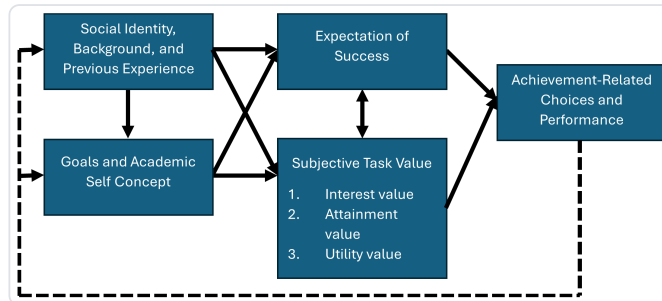 Social Identity,
Background, and
Previous Experience
Expectation of
Success
Achievement-Related
Choices and
Performance
Goals and Academic
Self Concept
Subjective Task Value
1. Interest value
2. Attainment
value
3. Utility value